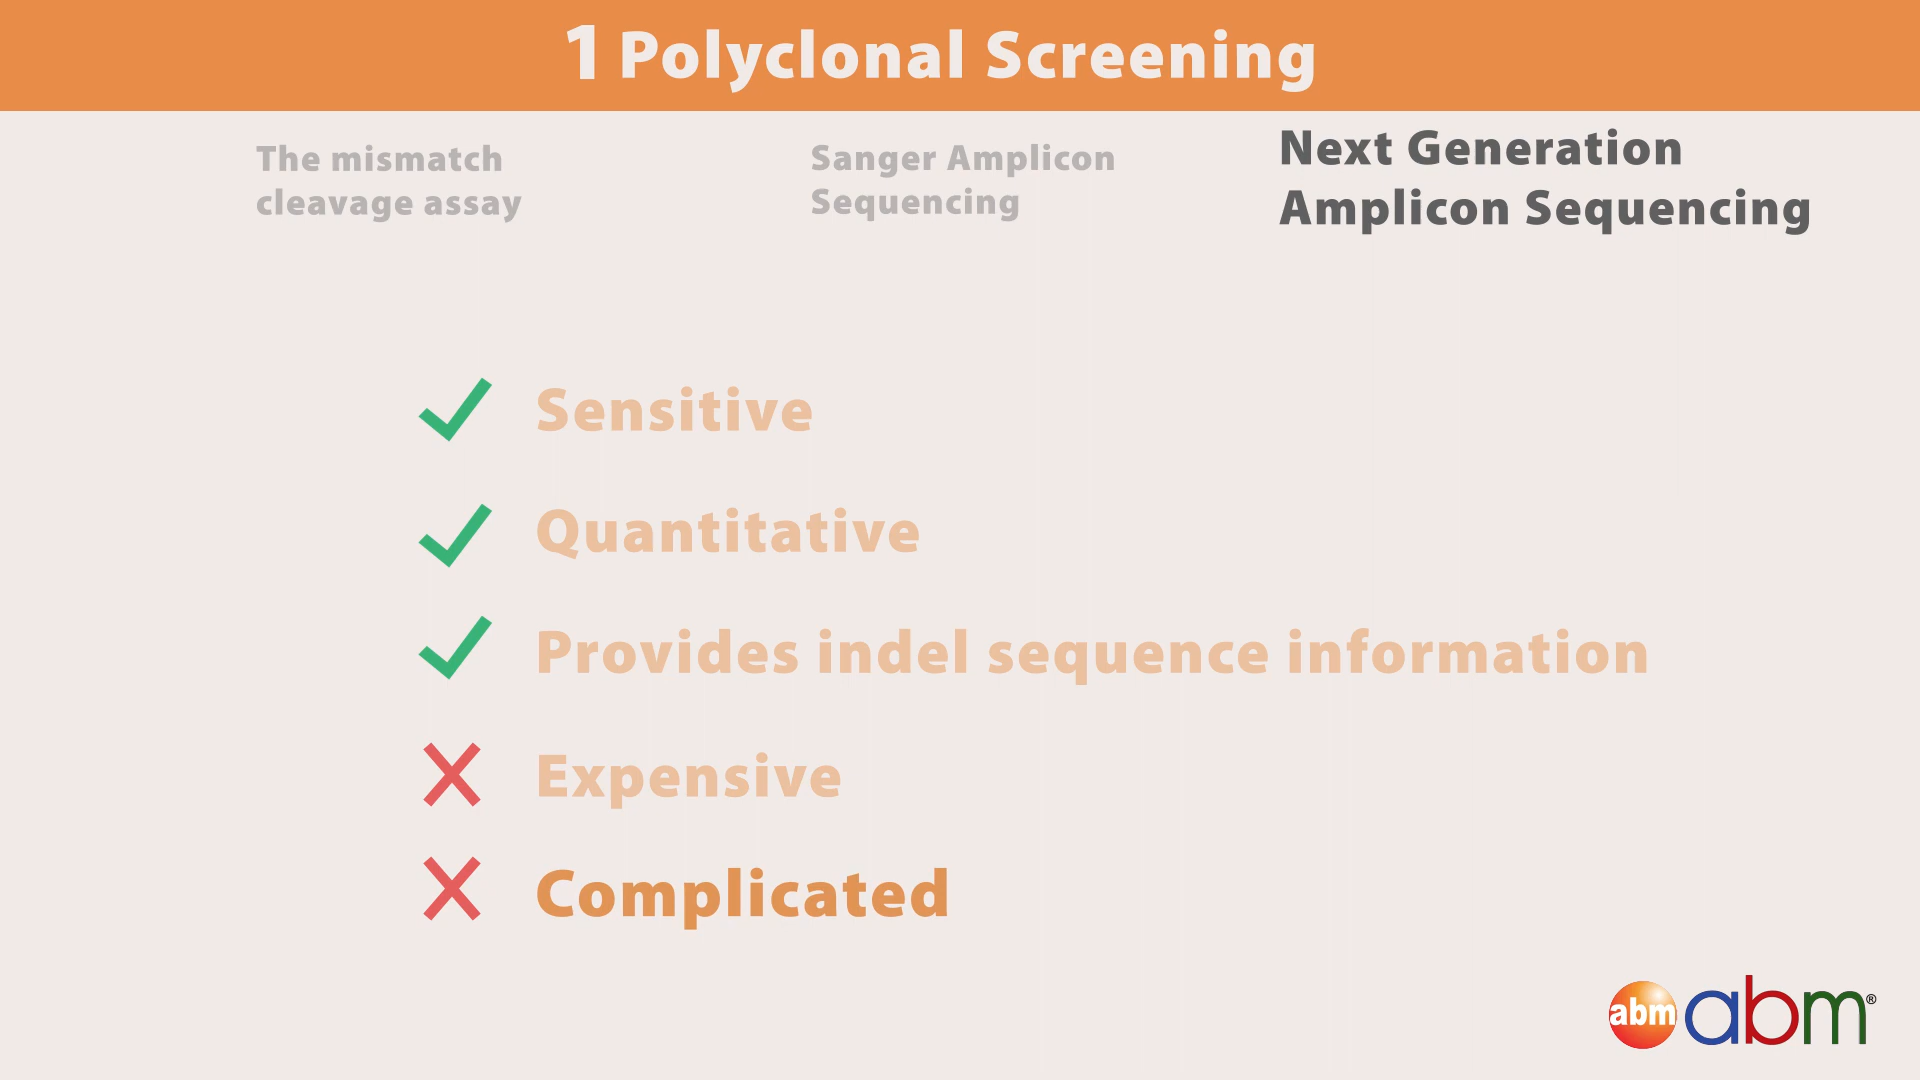 1 Polyclonal Screening
The mismatch
cleavage assay
Sanger Amplicon
Sequencing
Next Generation
Amplicon Sequencing
Sensitive
Quantitative
Provides indel sequence information
Expensive
Complicated
abm abm®